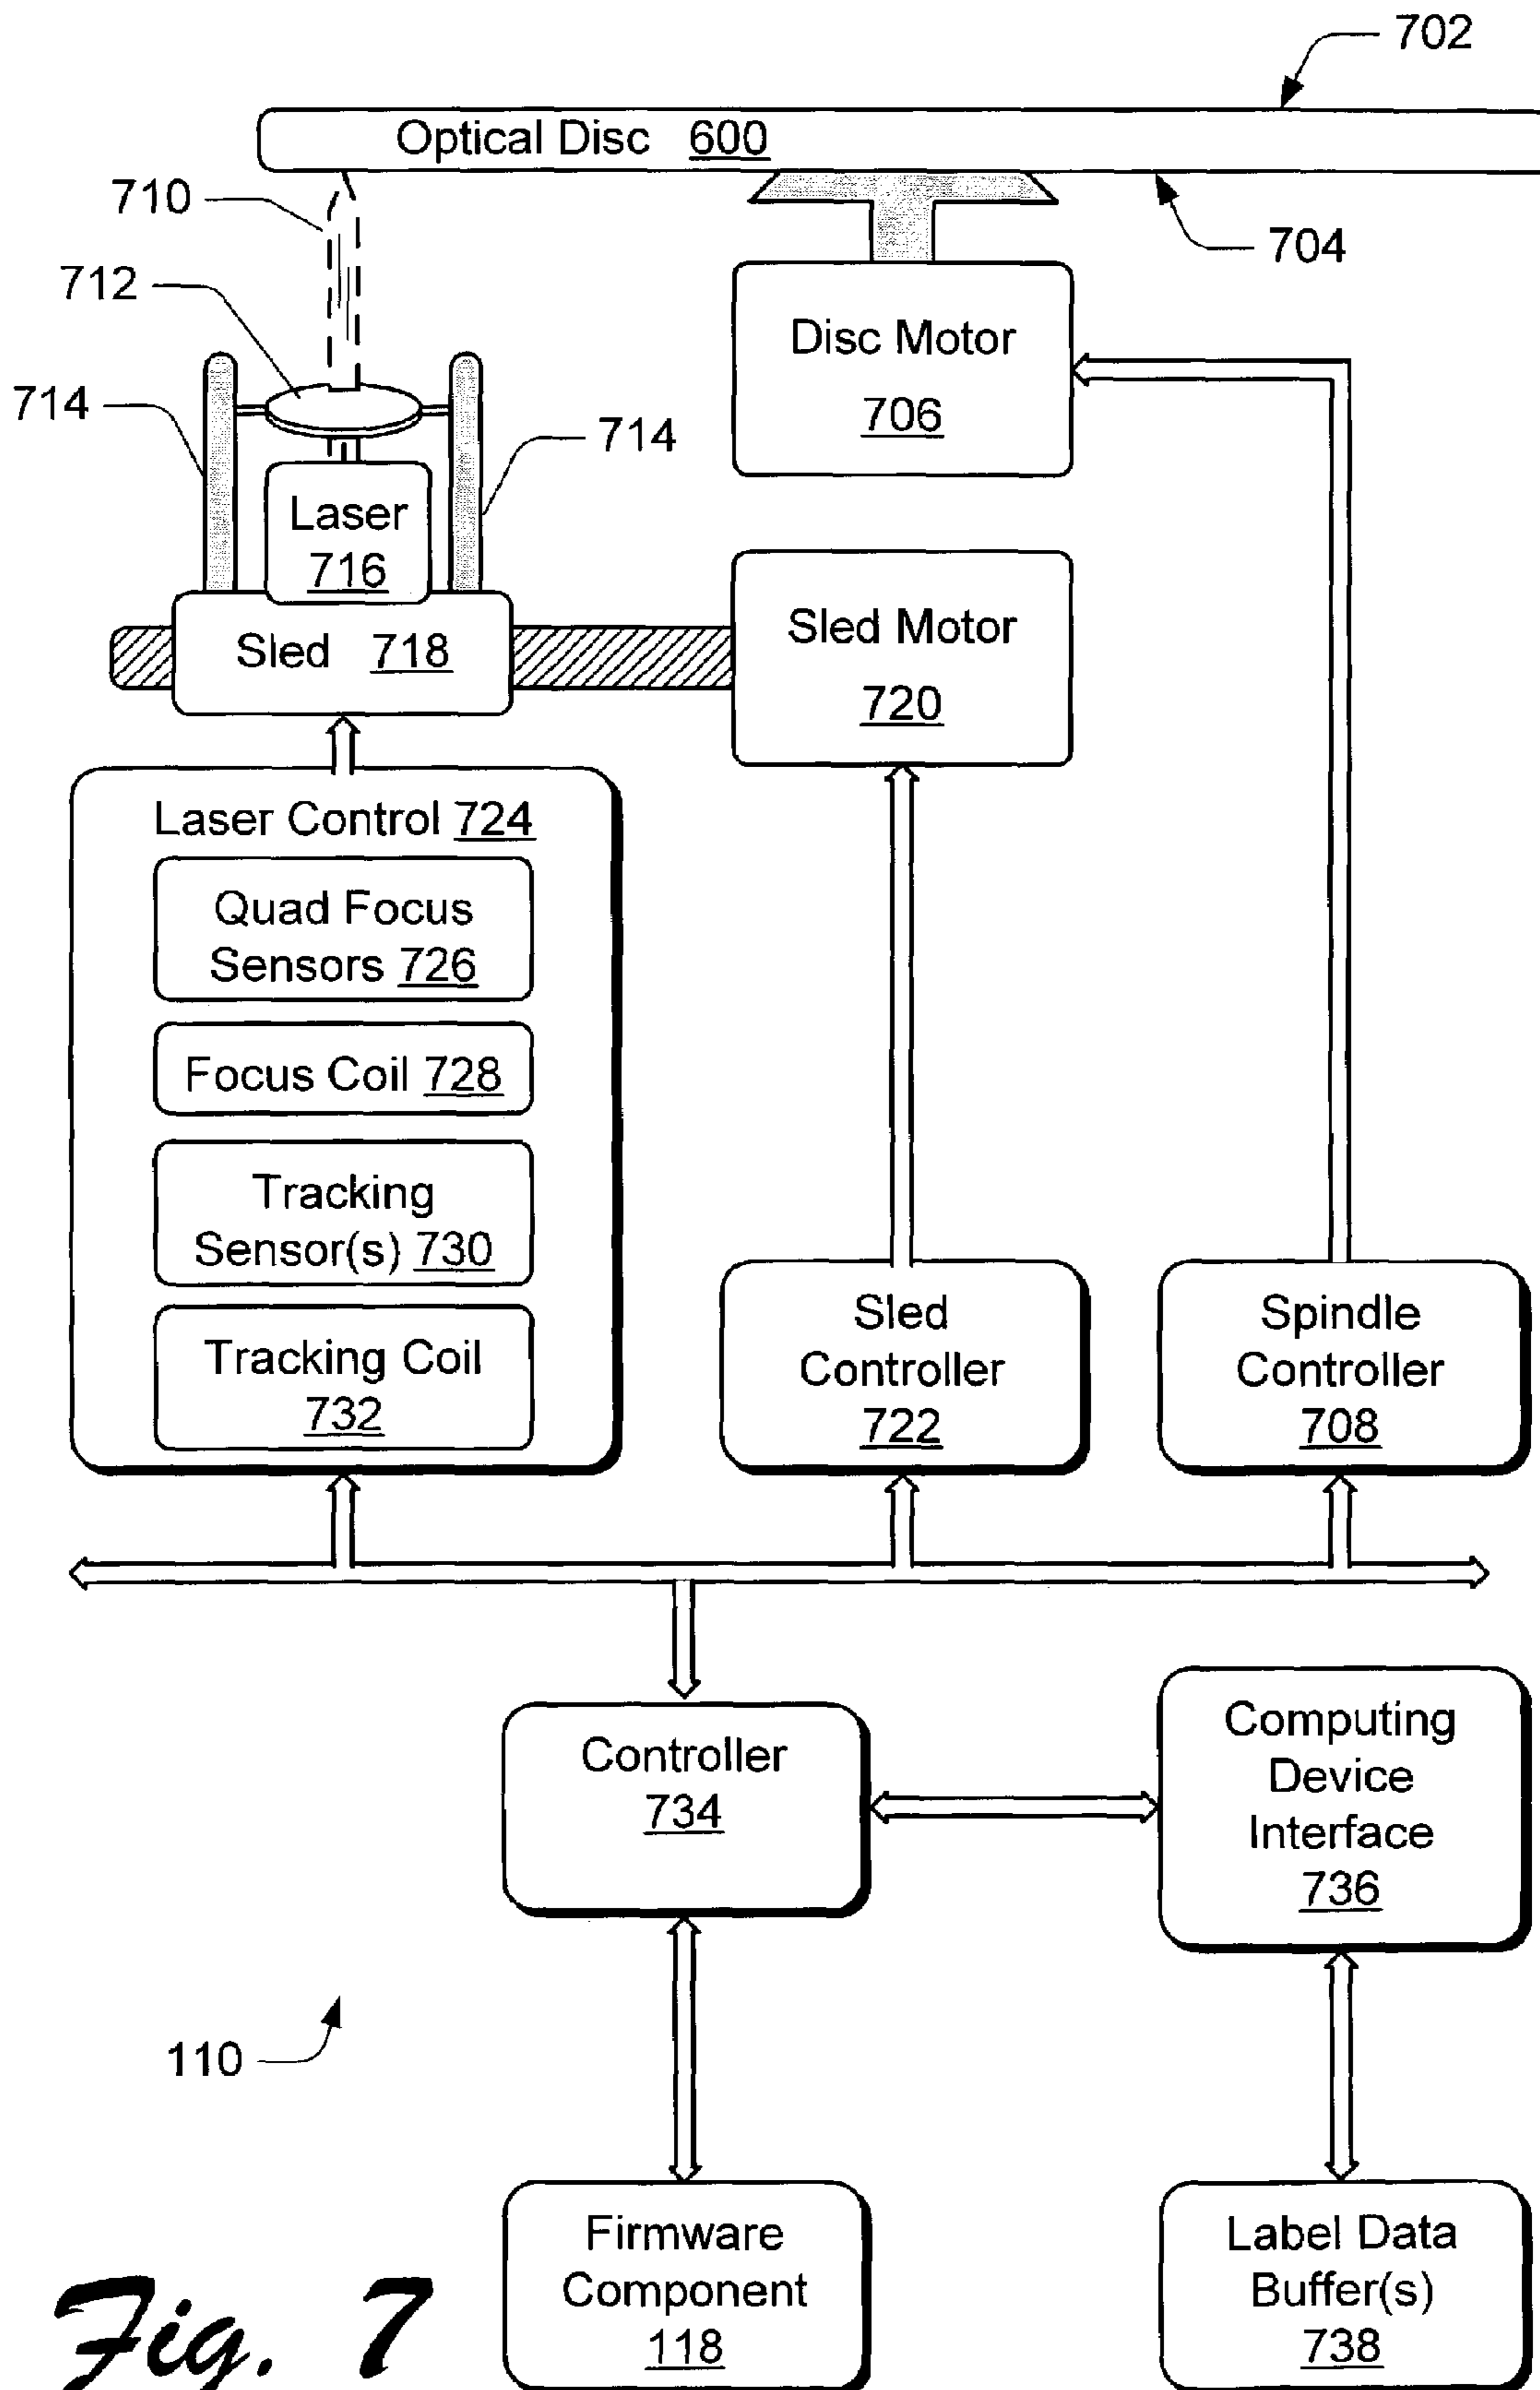 702
Optical Disc 600
710
704
712
Disc Motor
706
714
714
Laser
716
Sled 718
Sled Motor
720
Laser Control 724
Quad Focus
Sensors 726
Focus Coil 728
Tracking
Sensor(s) 730
Tracking Coil
732
Sled
Controller
722
Spindle
Controller
708
Controller
734
Computing
Device
Interface
736
110
Firmware
Component
118
Label Data
Buffer(s)
738
Fig. 7